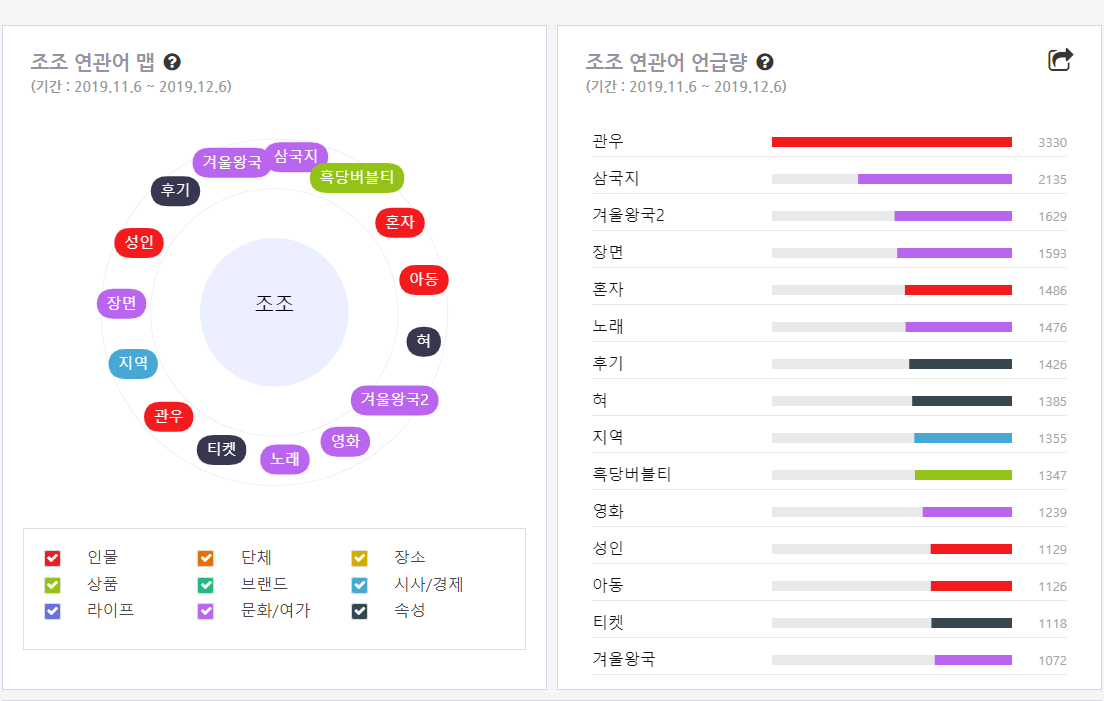 조조 연관어 맵 ?
(기간 : 2019.11.6 ~ 2019.12.6)
겨울왕국
삼국지
흑당버블티
후기
혼자
성인
아동
장면
조조
혀
지역
겨울왕국2
관우
영화
티켓
노래
인물 단체 장소
상품 브랜드 시사/경제
라이프 문화/여가 속성
조조 연관어 언급량 ?
(기간 : 2019.11.6 ~ 2019.12.6)
관우 3330
삼국지 2135
겨울왕국2 1629
장면 1593
혼자 1486
노래 1476
후기 1426
혀 1385
지역 1355
흑당버블티 1347
영화 1239
성인 1129
아동 1126
티켓 1118
겨울왕국 1072